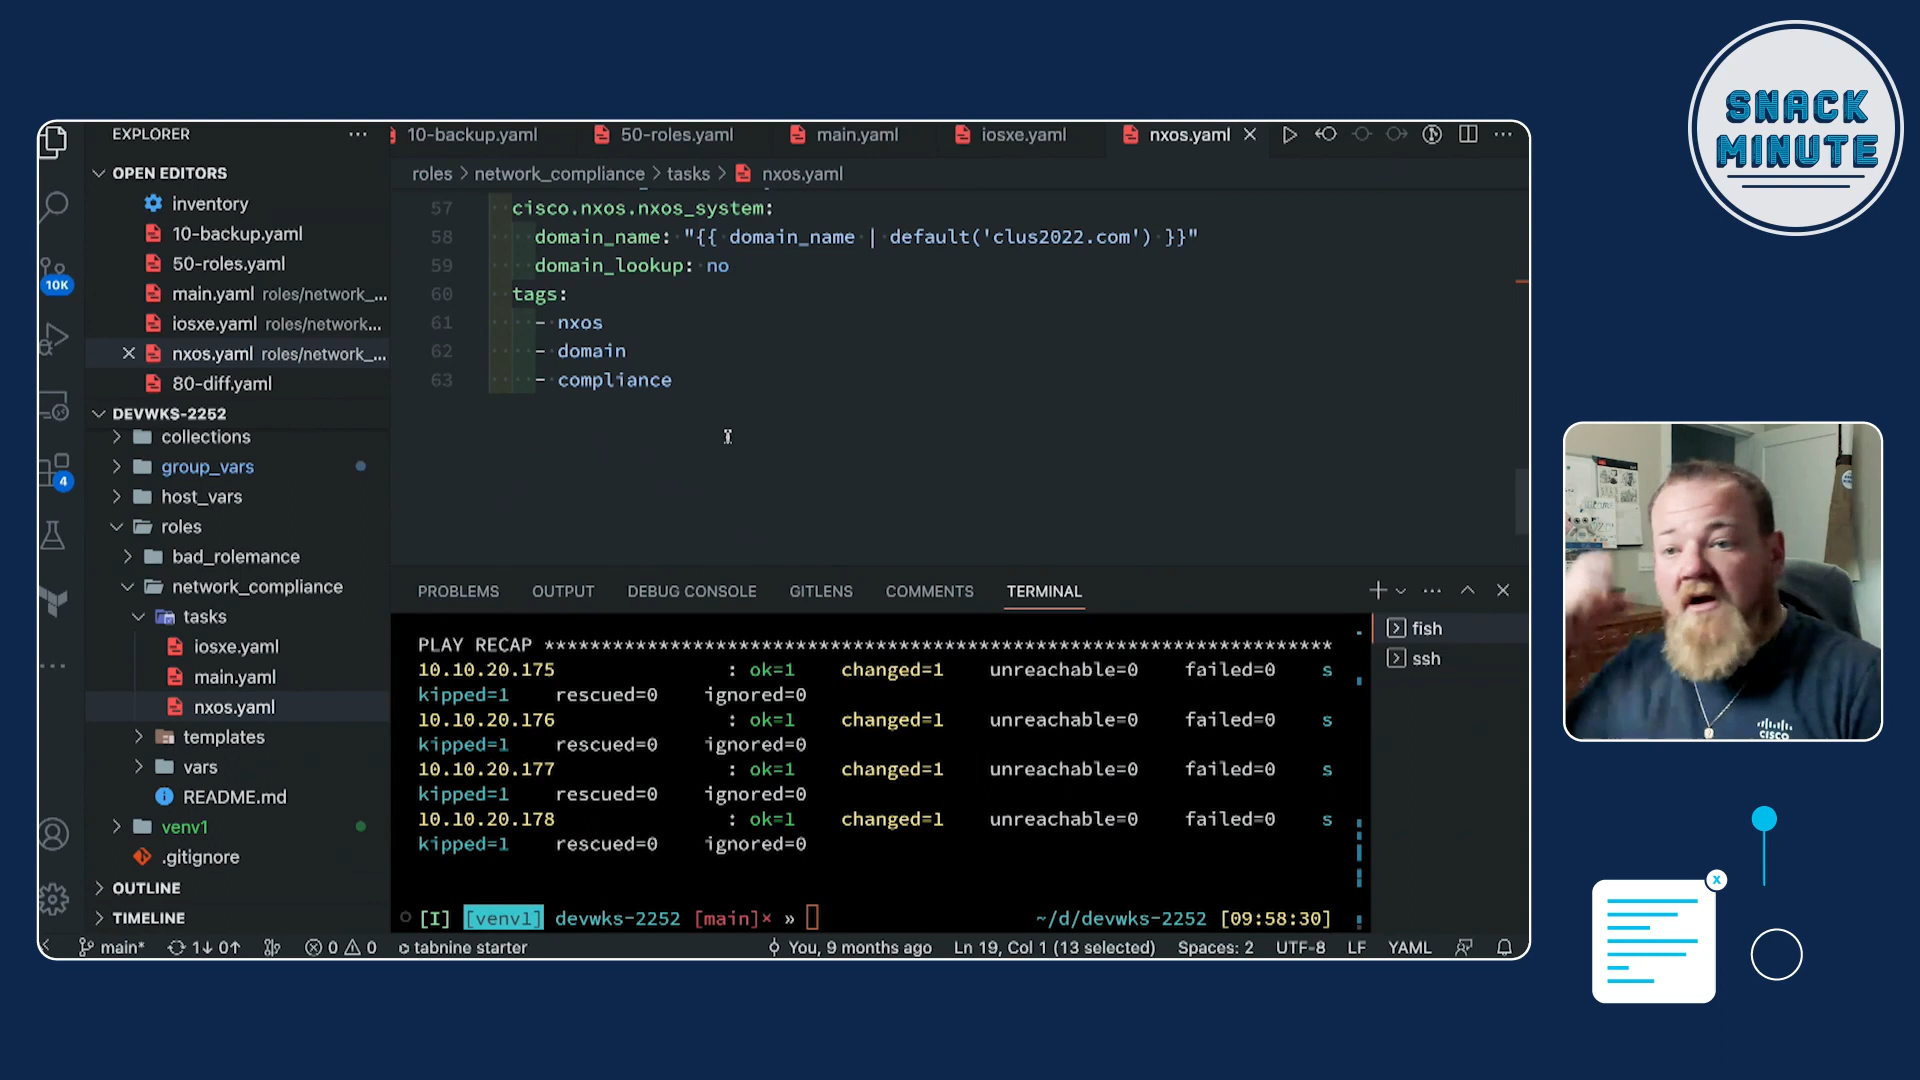 SNACK
MINUTE
EXPLORER
10-backup.yaml
50-roles.yaml
main.yaml
iosxe.yaml
nxos.yaml
OPEN EDITORS
inventory
10-backup.yaml
50-roles.yaml
main.yaml roles/network_...
iosxe.yaml roles/network...
nxos.yaml roles/network_...
80-diff.yaml
DEVWKS-2252
collections
group_vars
host_vars
roles
bad_rolemance
network_compliance
tasks
iosxe.yaml
main.yaml
nxos.yaml
templates
vars
README.md
venv1
.gitignore
OUTLINE
TIMELINE
10K
4
roles > network_compliance > tasks > nxos.yaml
57 cisco.nxos.nxos_system:
58 domain_name: "{{ domain_name | default('clus2022.com') }}"
59 domain_lookup: no
60 tags:
61 - nxos
62 - domain
63 - compliance
PROBLEMS OUTPUT DEBUG CONSOLE GITLENS COMMENTS TERMINAL
fish
ssh
PLAY RECAP *********************************************************************
10.10.20.175 : ok=1 changed=1 unreachable=0 failed=0 s
kipped=1 rescued=0 ignored=0
10.10.20.176 : ok=1 changed=1 unreachable=0 failed=0 s
kipped=1 rescued=0 ignored=0
10.10.20.177 : ok=1 changed=1 unreachable=0 failed=0 s
kipped=1 rescued=0 ignored=0
10.10.20.178 : ok=1 changed=1 unreachable=0 failed=0 s
kipped=1 rescued=0 ignored=0
[I] [venv1] devwks-2252 [main]× » ~/d/devwks-2252 [09:58:30]
main* 1↓ 0↑ 0 0 tabnine starter You, 9 months ago Ln 19, Col 1 (13 selected) Spaces: 2 UTF-8 LF YAML
CISCO
x